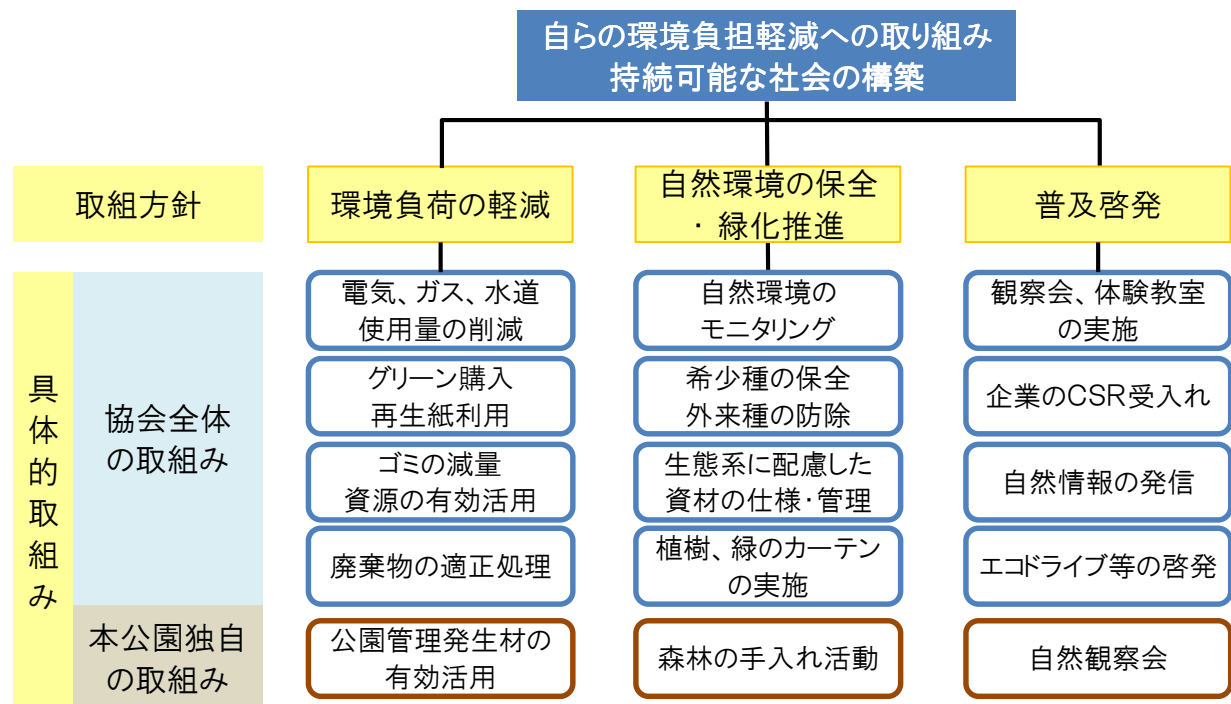 自らの環境負担軽減への取り組み
持続可能な社会の構築
取組方針
環境負荷の軽減
自然環境の保全
・ 緑化推進
普及啓発
具体的取組み
協会全体
の取組み
電気、ガス、水道
使用量の削減
自然環境の
モニタリング
観察会、体験教室
の実施
グリーン購入
再生紙利用
希少種の保全
外来種の防除
企業のCSR受入れ
ゴミの減量
資源の有効活用
生態系に配慮した
資材の仕様・管理
自然情報の発信
廃棄物の適正処理
植樹、緑のカーテン
の実施
エコドライブ等の啓発
本公園独自
の取組み
公園管理発生材の
有効活用
森林の手入れ活動
自然観察会